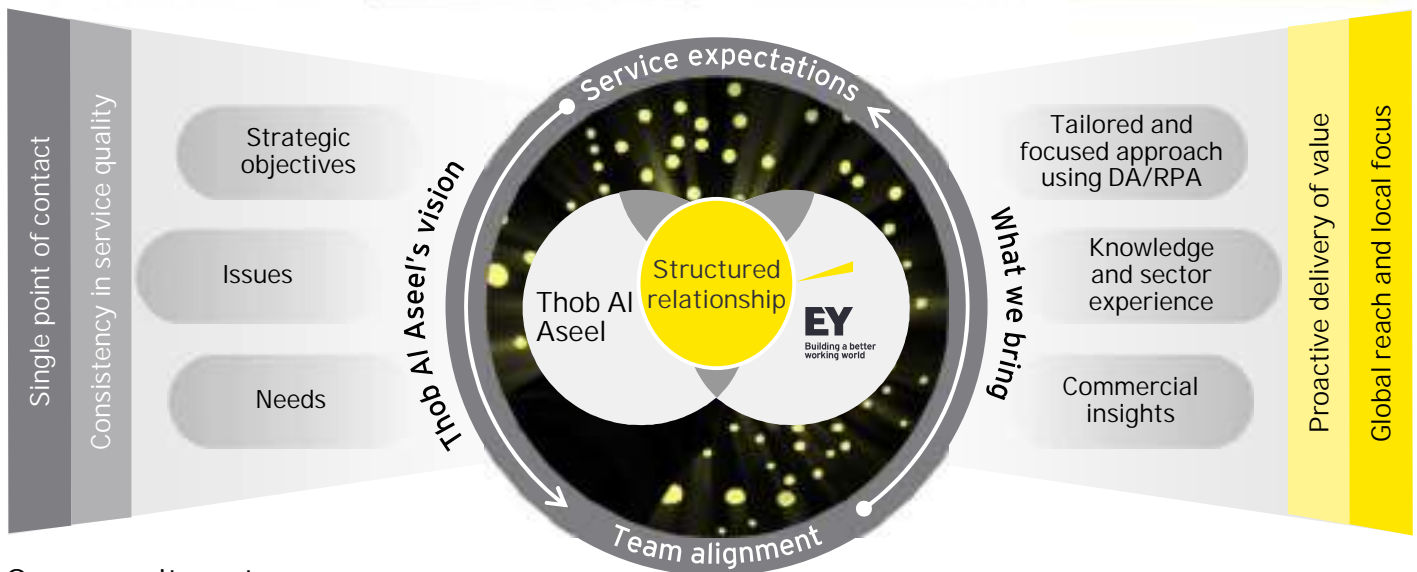 Single point of contact
Consistency in service quality
Strategic
objectives
Issues
Needs
Thob Al Aseel's vision
Service expectations
Team alignment
Thob Al
Aseel
Structured
relationship
EY
Building a better
working world
What we bring
Tailored and
focused approach
using DA/RPA
Knowledge
and sector
experience
Commercial
insights
Proactive delivery of value
Global reach and local focus